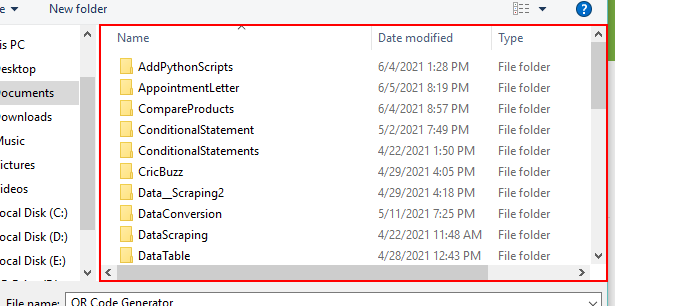 New folder
Name Date modified Type
AddPythonScripts 6/4/2021 1:28 PM File folder
AppointmentLetter 6/5/2021 8:19 PM File folder
CompareProducts 6/4/2021 8:57 PM File folder
ConditionalStatement 5/2/2021 7:49 PM File folder
ConditionalStatements 4/22/2021 1:50 PM File folder
CricBuzz 4/29/2021 4:05 PM File folder
Data__Scraping2 4/29/2021 4:18 PM File folder
DataConversion 5/11/2021 7:25 PM File folder
DataScraping 4/22/2021 11:48 AM File folder
DataTable 4/28/2021 12:43 PM File folder
is PC
esktop
ocuments
ownloads
usic
ictures
ideos
ocal Disk (C:)
ocal Disk (D:)
ocal Disk (E:)
File name: QR Code Generator